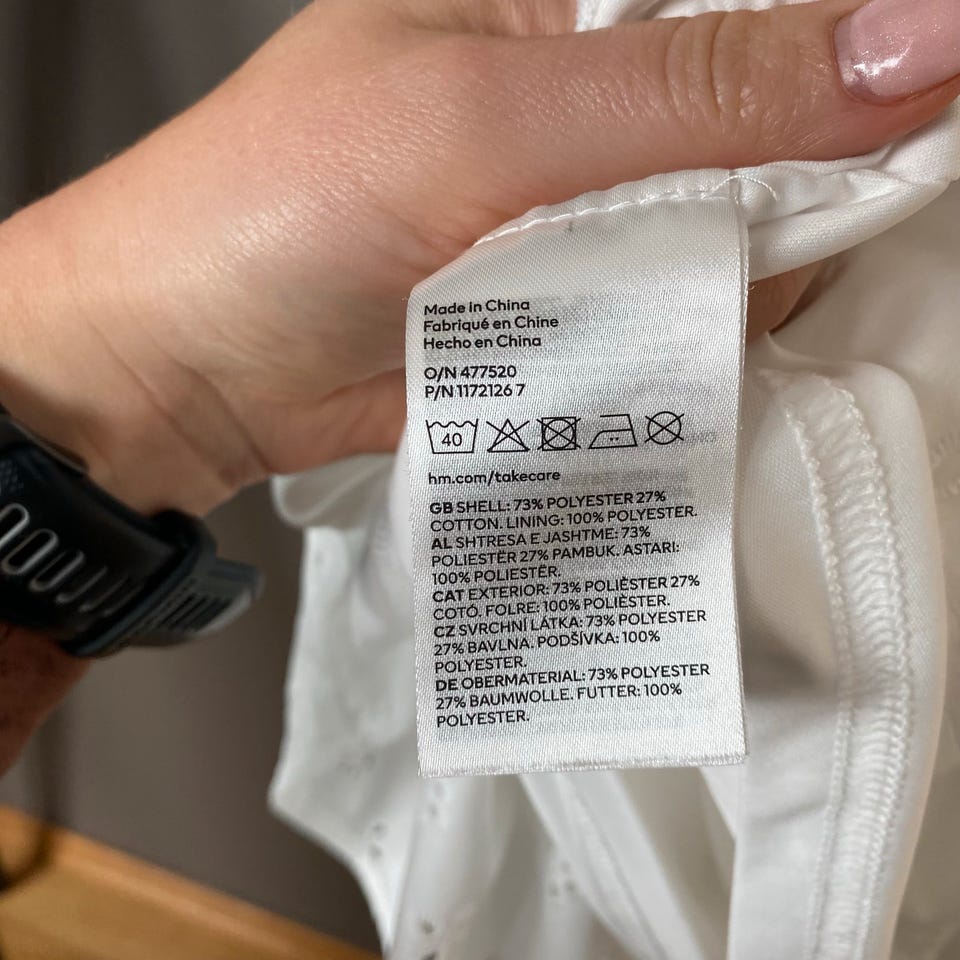 Made in China
Fabriqué en Chine
Hecho en China
O/N 477520
P/N 1172126 7
40
hm.com/takecare
GB SHELL: 73% POLYESTER 27%
COTTON. LINING: 100% POLYESTER.
AL SHTRESA E JASHTME: 73%
POLIESTËR 27% PAMBUK. ASTARI:
100% POLIESTËR.
CAT EXTERIOR: 73% POLIÈSTER 27%
COTÓ. FOLRE: 100% POLIÈSTER.
CZ SVRCHNÍ LÁTKA: 73% POLYESTER
27% BAVLNA. PODŠÍVKA: 100%
POLYESTER.
DE OBERMATERIAL: 73% POLYESTER
27% BAUMWOLLE. FUTTER: 100%
POLYESTER.